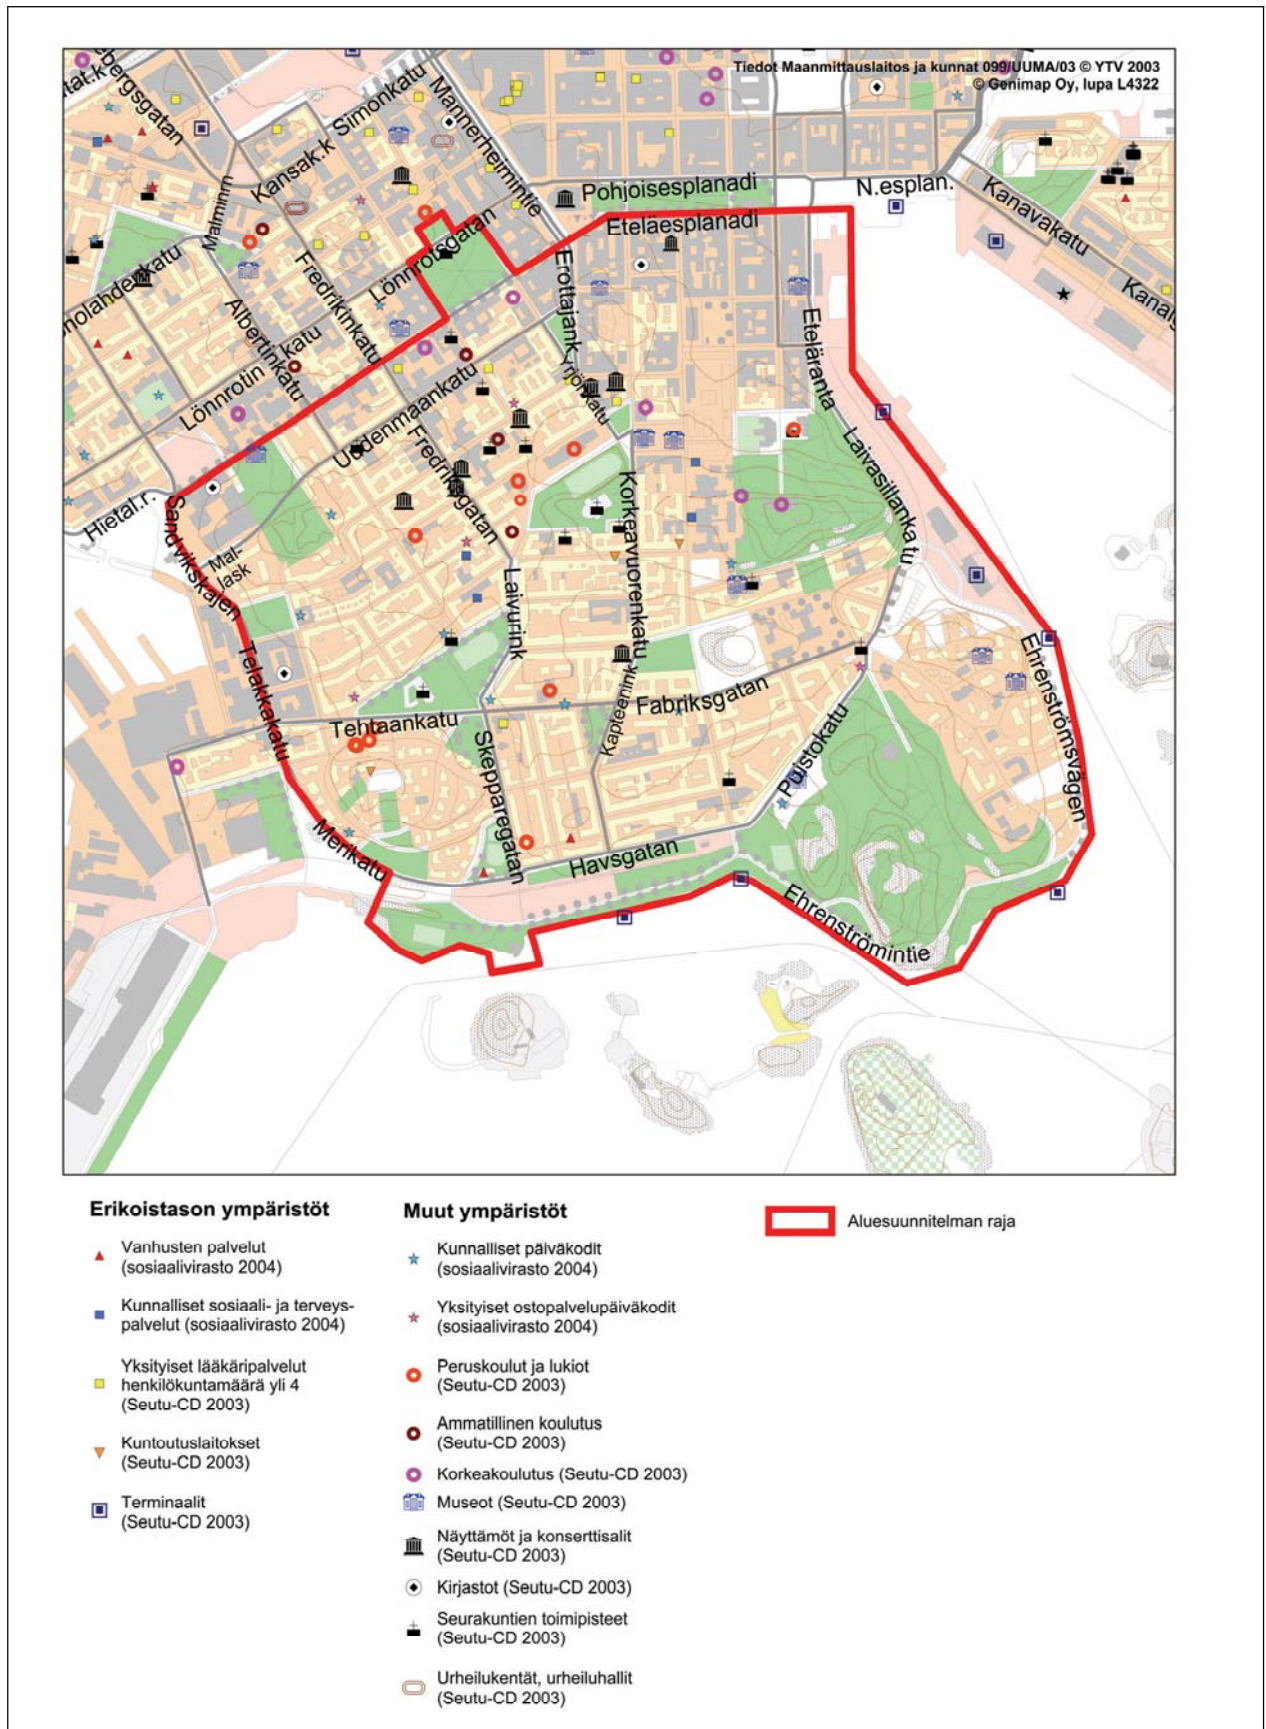 Tiedot Maanmittauslaitos ja kunnat 099/UUMA/03 © YTV 2003
© Genimap Oy, lupa L4322
bergsgatan
Simonkatu
Mannerheimintie
Kansak.k
Malminm
Pohjoisesplanadi
N.esplan.
Kanavakatu
Eteläesplanadi
Lönnrotsgatan
Fredrikinkatu
Albertinkatu
Lönnrotin katu
Erottajank
Yrjönkatu
Eteläranta
Uudenmaankatu
Fredriksgatan
Laivasillankatu
Korkeavuorenkatu
Hietal.r.
Sandvikskajen
Mal-
lask
Laivurink
Telakkakatu
Tehtaankatu
Kapteenink
Fabriksgatan
Puistokatu
Ehrenströmsvägen
Skepparegatan
Merikatu
Havsgatan
Ehrenströmintie
Erikoistason ympäristöt
Vanhusten palvelut
(sosiaalivirasto 2004)
Kunnalliset sosiaali- ja terveys-
palvelut (sosiaalivirasto 2004)
Yksityiset lääkäripalvelut
henkilökuntamäärä yli 4
(Seutu-CD 2003)
Kuntoutuslaitokset
(Seutu-CD 2003)
Terminaalit
(Seutu-CD 2003)
Muut ympäristöt
Kunnalliset päiväkodit
(sosiaalivirasto 2004)
Yksityiset ostopalvelupäiväkodit
(sosiaalivirasto 2004)
Peruskoulut ja lukiot
(Seutu-CD 2003)
Ammatillinen koulutus
(Seutu-CD 2003)
Korkeakoulutus (Seutu-CD 2003)
Museot (Seutu-CD 2003)
Näyttämöt ja konserttisalit
(Seutu-CD 2003)
Kirjastot (Seutu-CD 2003)
Seurakuntien toimipisteet
(Seutu-CD 2003)
Urheilukentät, urheiluhallit
(Seutu-CD 2003)
Aluesuunnitelman raja